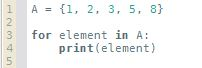 1 A = {1, 2, 3, 5, 8}
2
3 for element in A:
4     print(element)
5